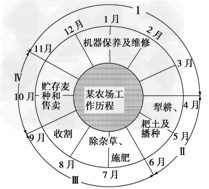 I
1月
2月
3月
4月
5月
6月
7月
8月
9月
10月
11月
12月
II
III
IV
机器保养及维修
犁耕、
耙土及
播种
除杂草、
施肥
收割
贮存麦
种和
售卖
某农场工
作历程